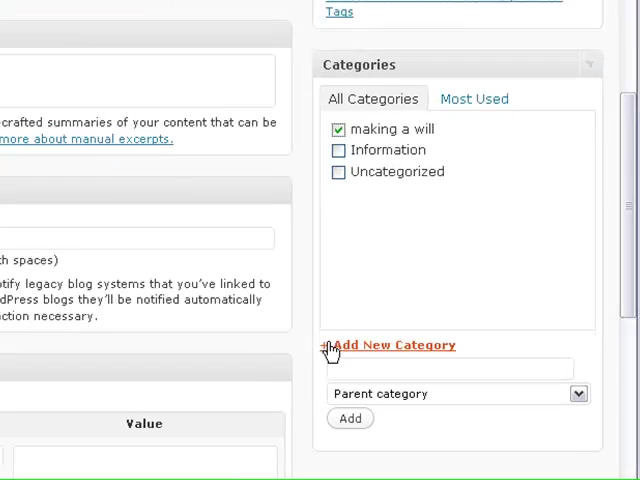 Tags
Categories
All Categories
Most Used
making a will
Information
Uncategorized
+ Add New Category
Parent category
Add
crafted summaries of your content that can be
more about manual excerpts.
th spaces)
otify legacy blog systems that you've linked to
dPress blogs they'll be notified automatically
ction necessary.
Value